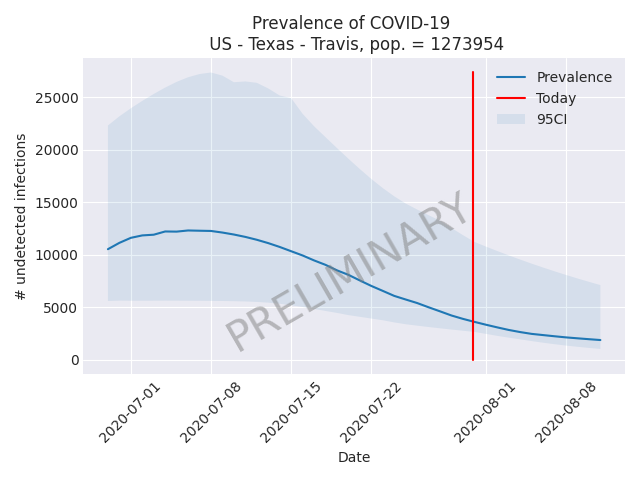 Prevalence of COVID-19
US - Texas - Travis, pop. = 1273954
Prevalence
Today
95CI
25000
20000
15000
10000
5000
0
# undetected infections
PRELIMINARY
2020-07-01
2020-07-08
2020-07-15
2020-07-22
2020-08-01
2020-08-08
Date